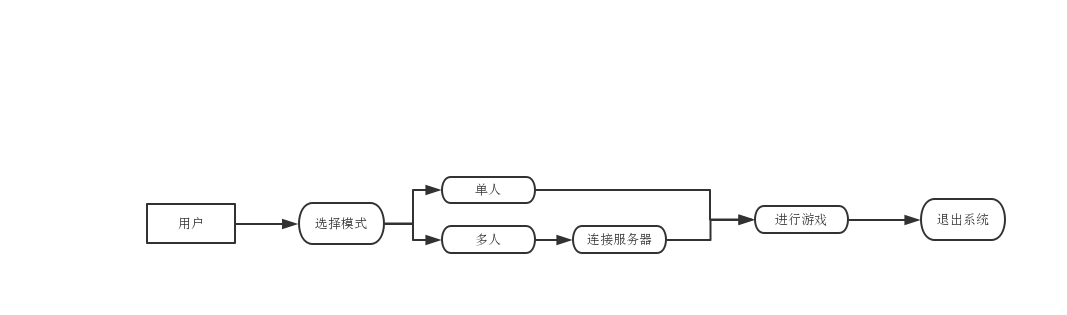 用户
选择模式
单人
多人
连接服务器
进行游戏
退出系统